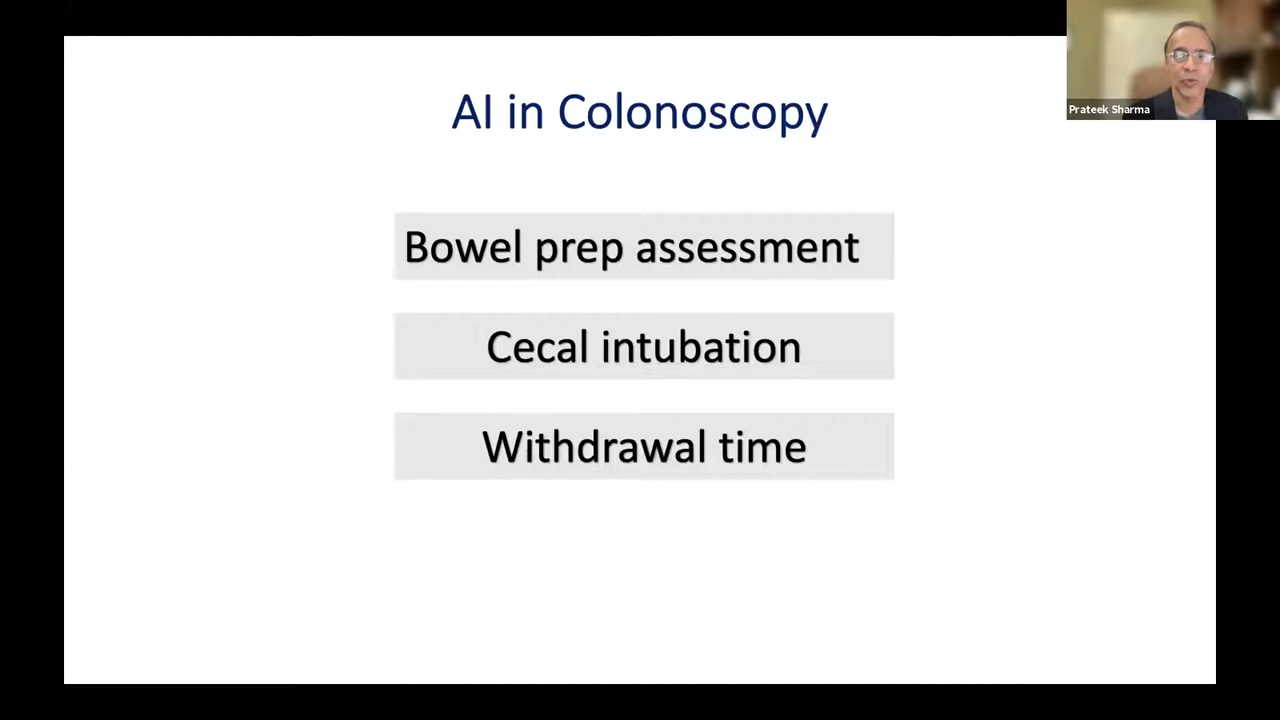 AI in Colonoscopy
Prateek Sharma
Bowel prep assessment
Cecal intubation
Withdrawal time